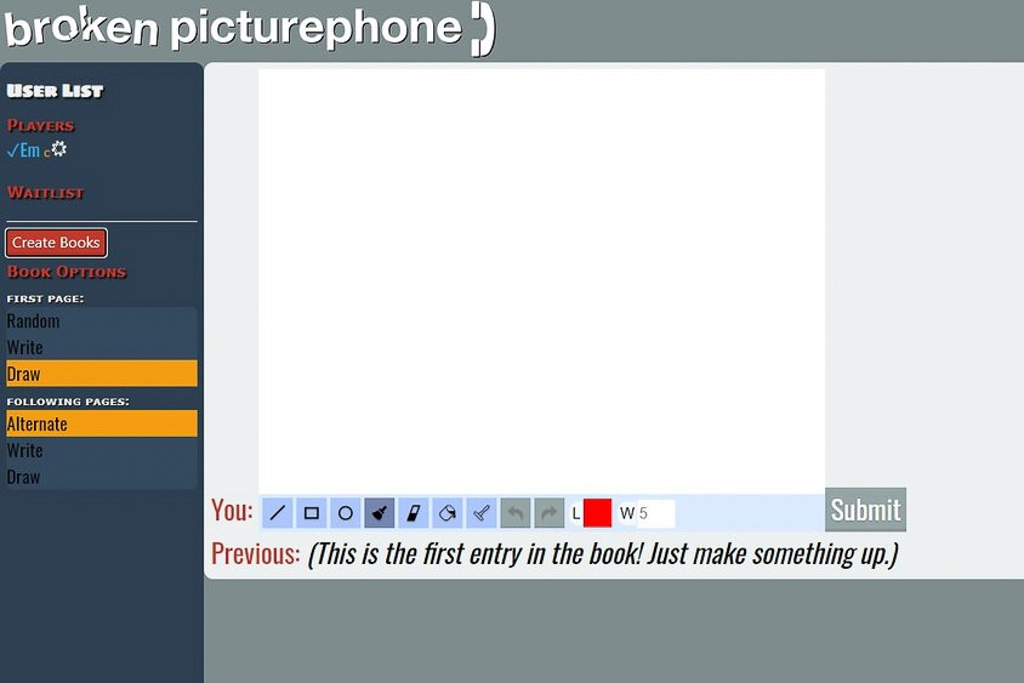 broken picturephone
User List
Players
✓Em c
Waitlist
Create Books
Book Options
FIRST PAGE:
Random
Write
Draw
FOLLOWING PAGES:
Alternate
Write
Draw
You:
L
W 5
Submit
Previous: (This is the first entry in the book! Just make something up.)